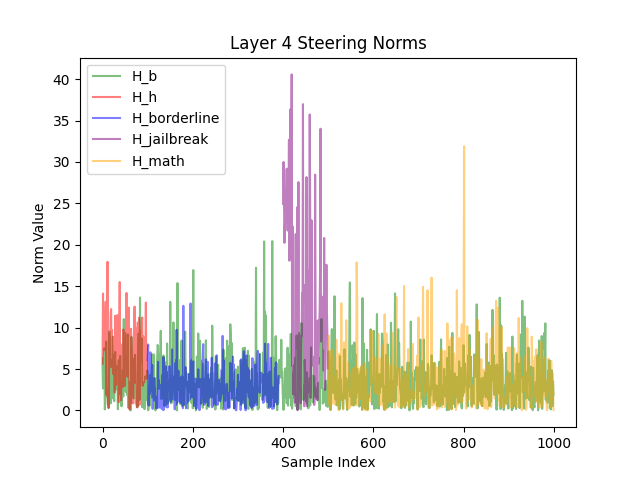 Layer 4 Steering Norms
H_b
H_h
H_borderline
H_jailbreak
H_math
Norm Value
40
35
30
25
20
15
10
5
0
0 200 400 600 800 1000
Sample Index